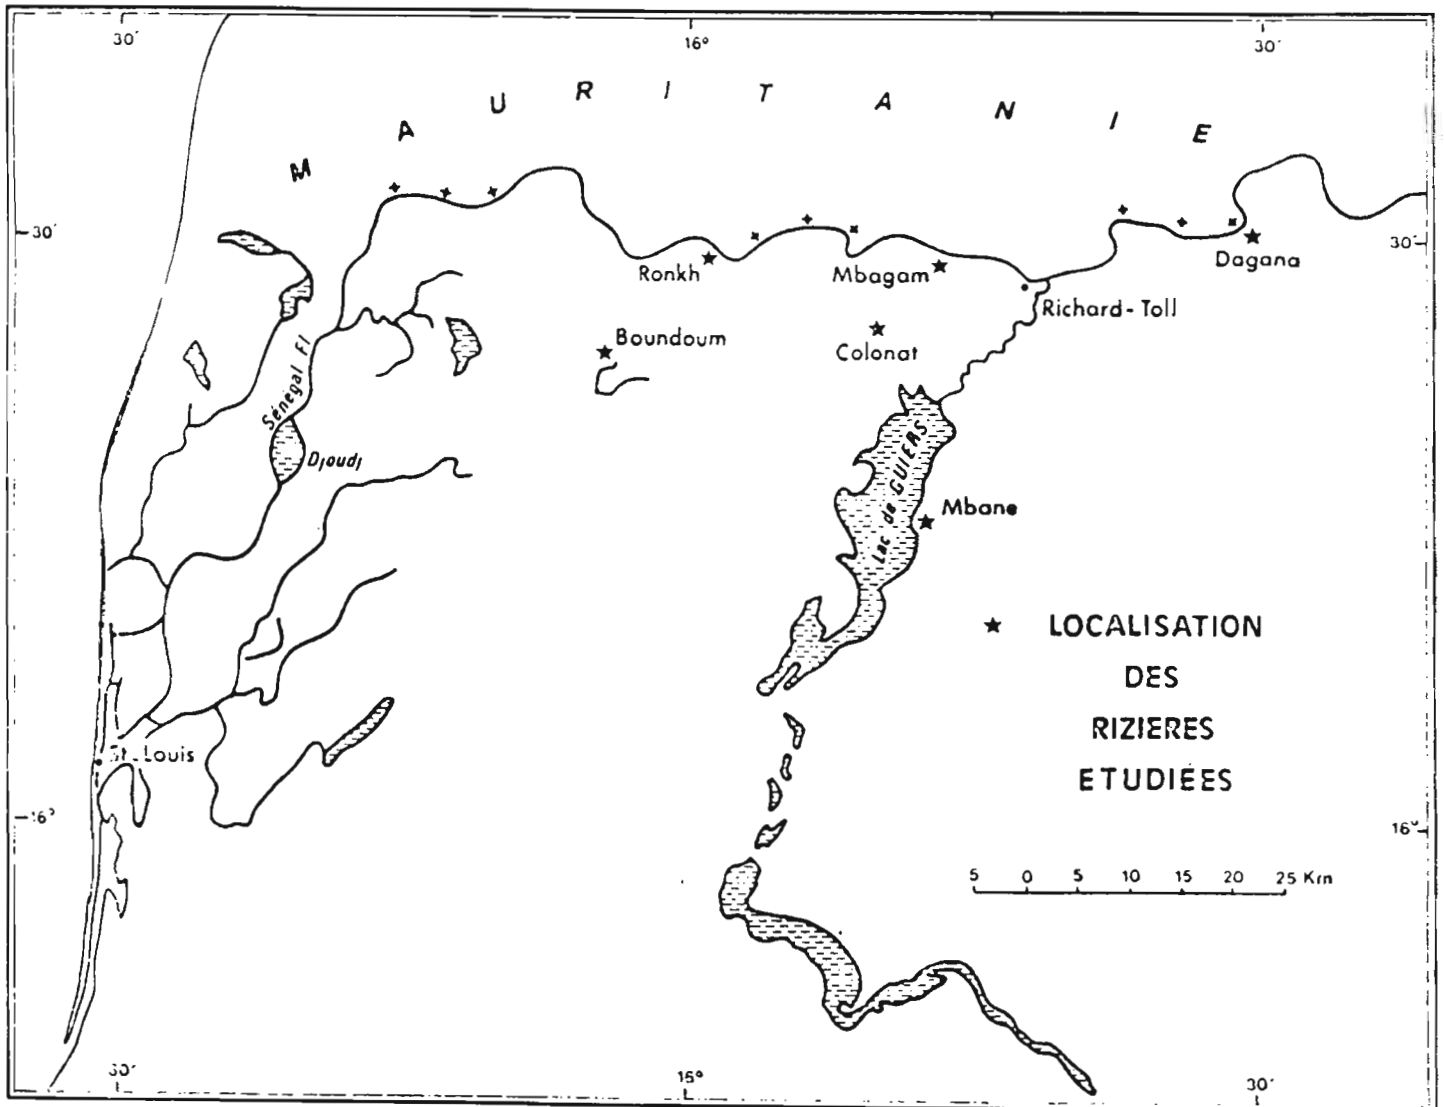 30'
16°
30'
M A U R I T A N I E
30'
30'
Ronkh
Mbagam
Dagana
Richard-Toll
Boundoum
Colonat
Sénégal Fl
Djoudj
Lac de GUIERS
Mbane
★ LOCALISATION
DES
RIZIERES
ETUDIÉES
St-Louis
16°
16°
5 0 5 10 15 20 25 Km
30'
15°
30'